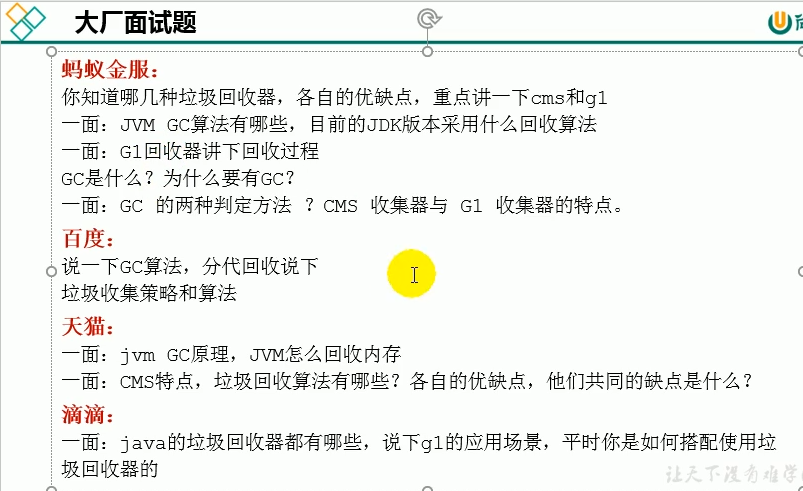 大厂面试题
蚂蚁金服：
你知道哪几种垃圾回收器，各自的优缺点，重点讲一下cms和g1
一面：JVM GC算法有哪些，目前的JDK版本采用什么回收算法
一面：G1回收器讲下回收过程
GC是什么？为什么要有GC？
一面：GC 的两种判定方法 ？CMS 收集器与 G1 收集器的特点。
百度：
说一下GC算法，分代回收说下
垃圾收集策略和算法
天猫：
一面：jvm GC原理，JVM怎么回收内存
一面：CMS特点，垃圾回收算法有哪些？各自的优缺点，他们共同的缺点是什么？
滴滴：
一面：java的垃圾回收器都有哪些，说下g1的应用场景，平时你是如何搭配使用垃
圾回收器的
让天下没有难学